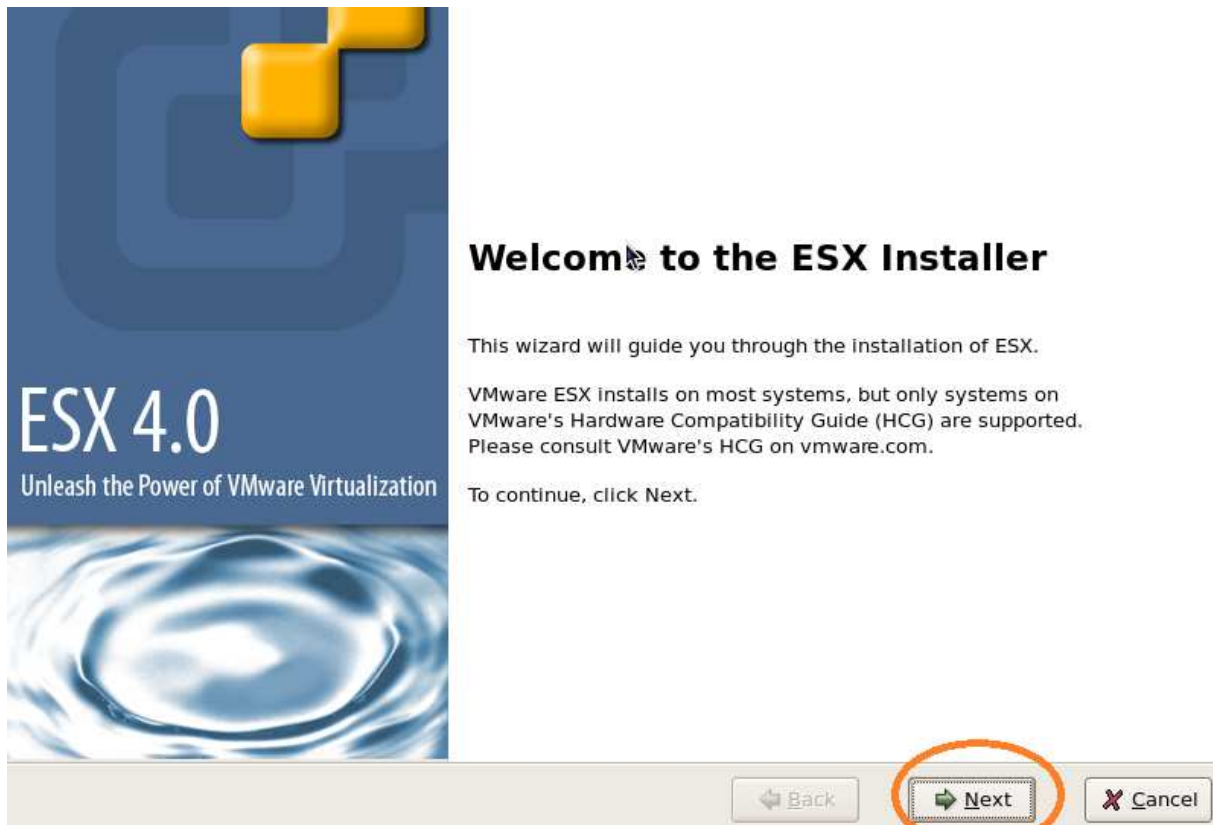 ESX 4.0
Unleash the Power of VMware Virtualization
Welcome to the ESX Installer
This wizard will guide you through the installation of ESX.
VMware ESX installs on most systems, but only systems on
VMware's Hardware Compatibility Guide (HCG) are supported.
Please consult VMware's HCG on vmware.com.
To continue, click Next.
Back
Next
Cancel